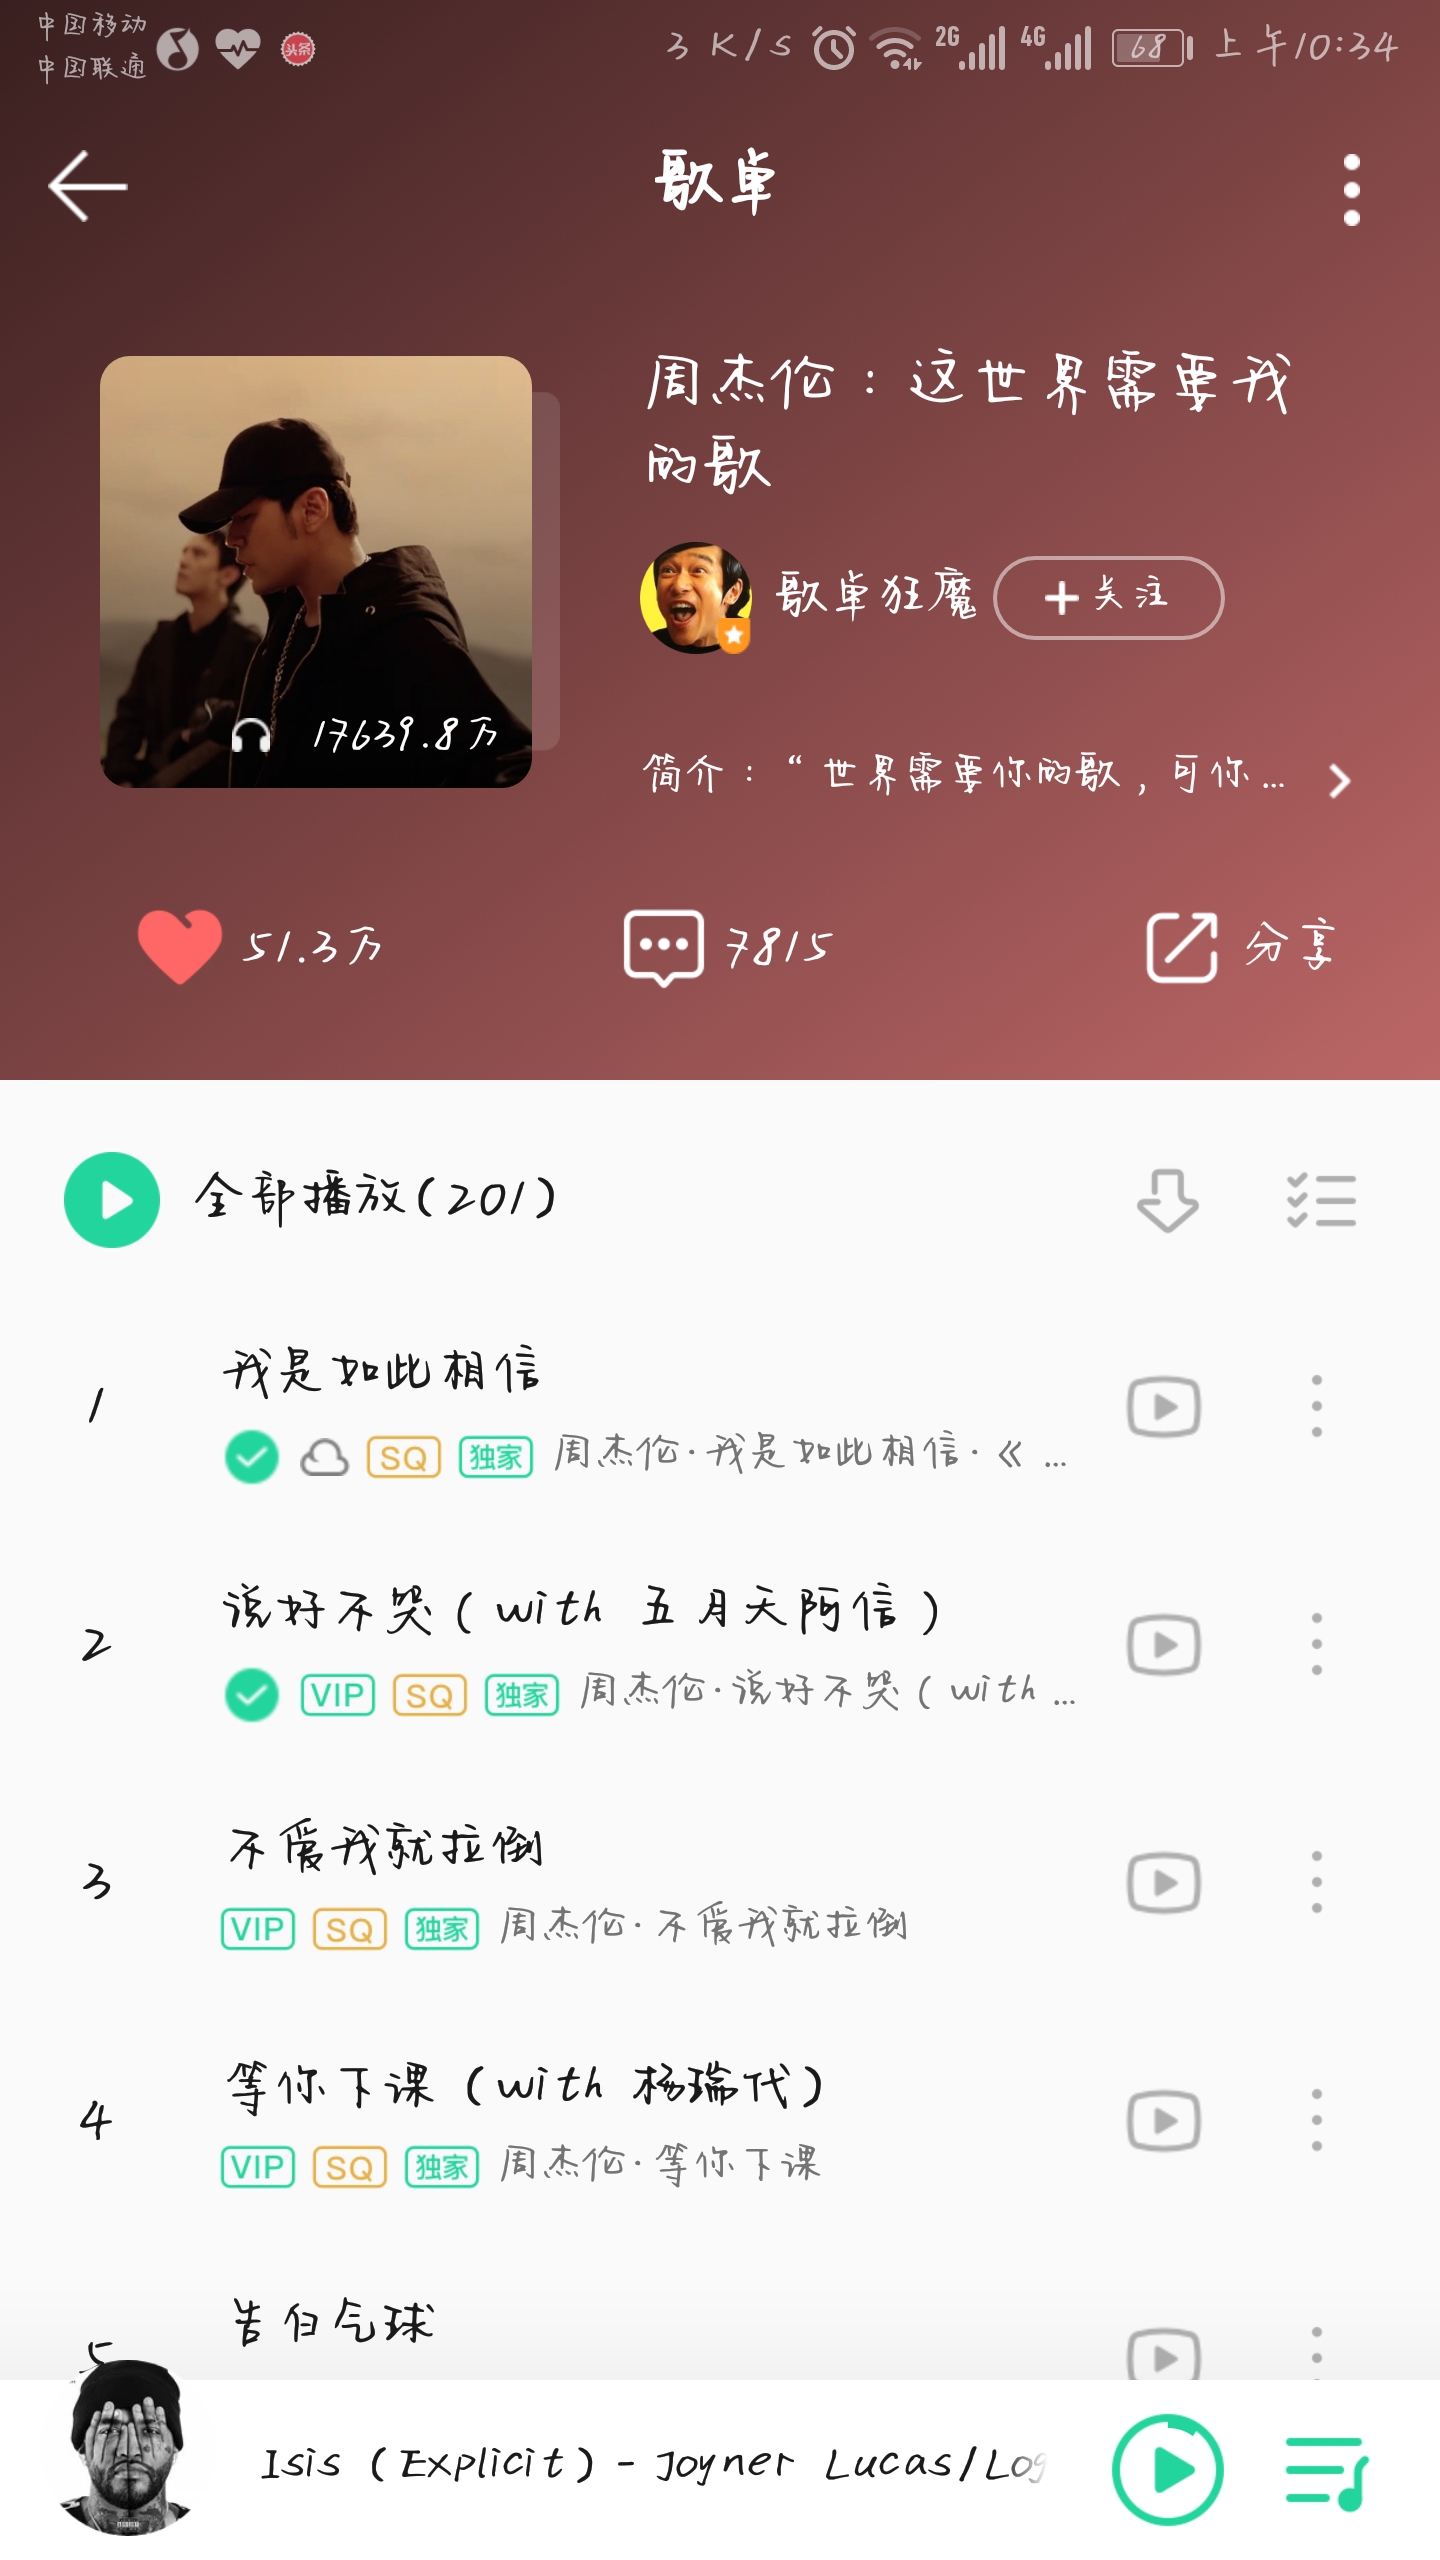 中国移动
中国联通
头条
3 K/s 2G 4G 68 上午10:34
歌单
周杰伦：这世界需要我
的歌
歌单狂魔 +关注
17639.8万
简介：“世界需要你的歌，可你...
51.3万 7815 分享
全部播放(201)
1 我是如此相信
SQ 独家 周杰伦·我是如此相信·《 ...
2 说好不哭（with 五月天阿信）
VIP SQ 独家 周杰伦·说好不哭（with ...
3 不爱我就拉倒
VIP SQ 独家 周杰伦·不爱我就拉倒
4 等你下课（with 杨瑞代）
VIP SQ 独家 周杰伦·等你下课
5 告白气球
Isis (Explicit) - Joyner Lucas/Log